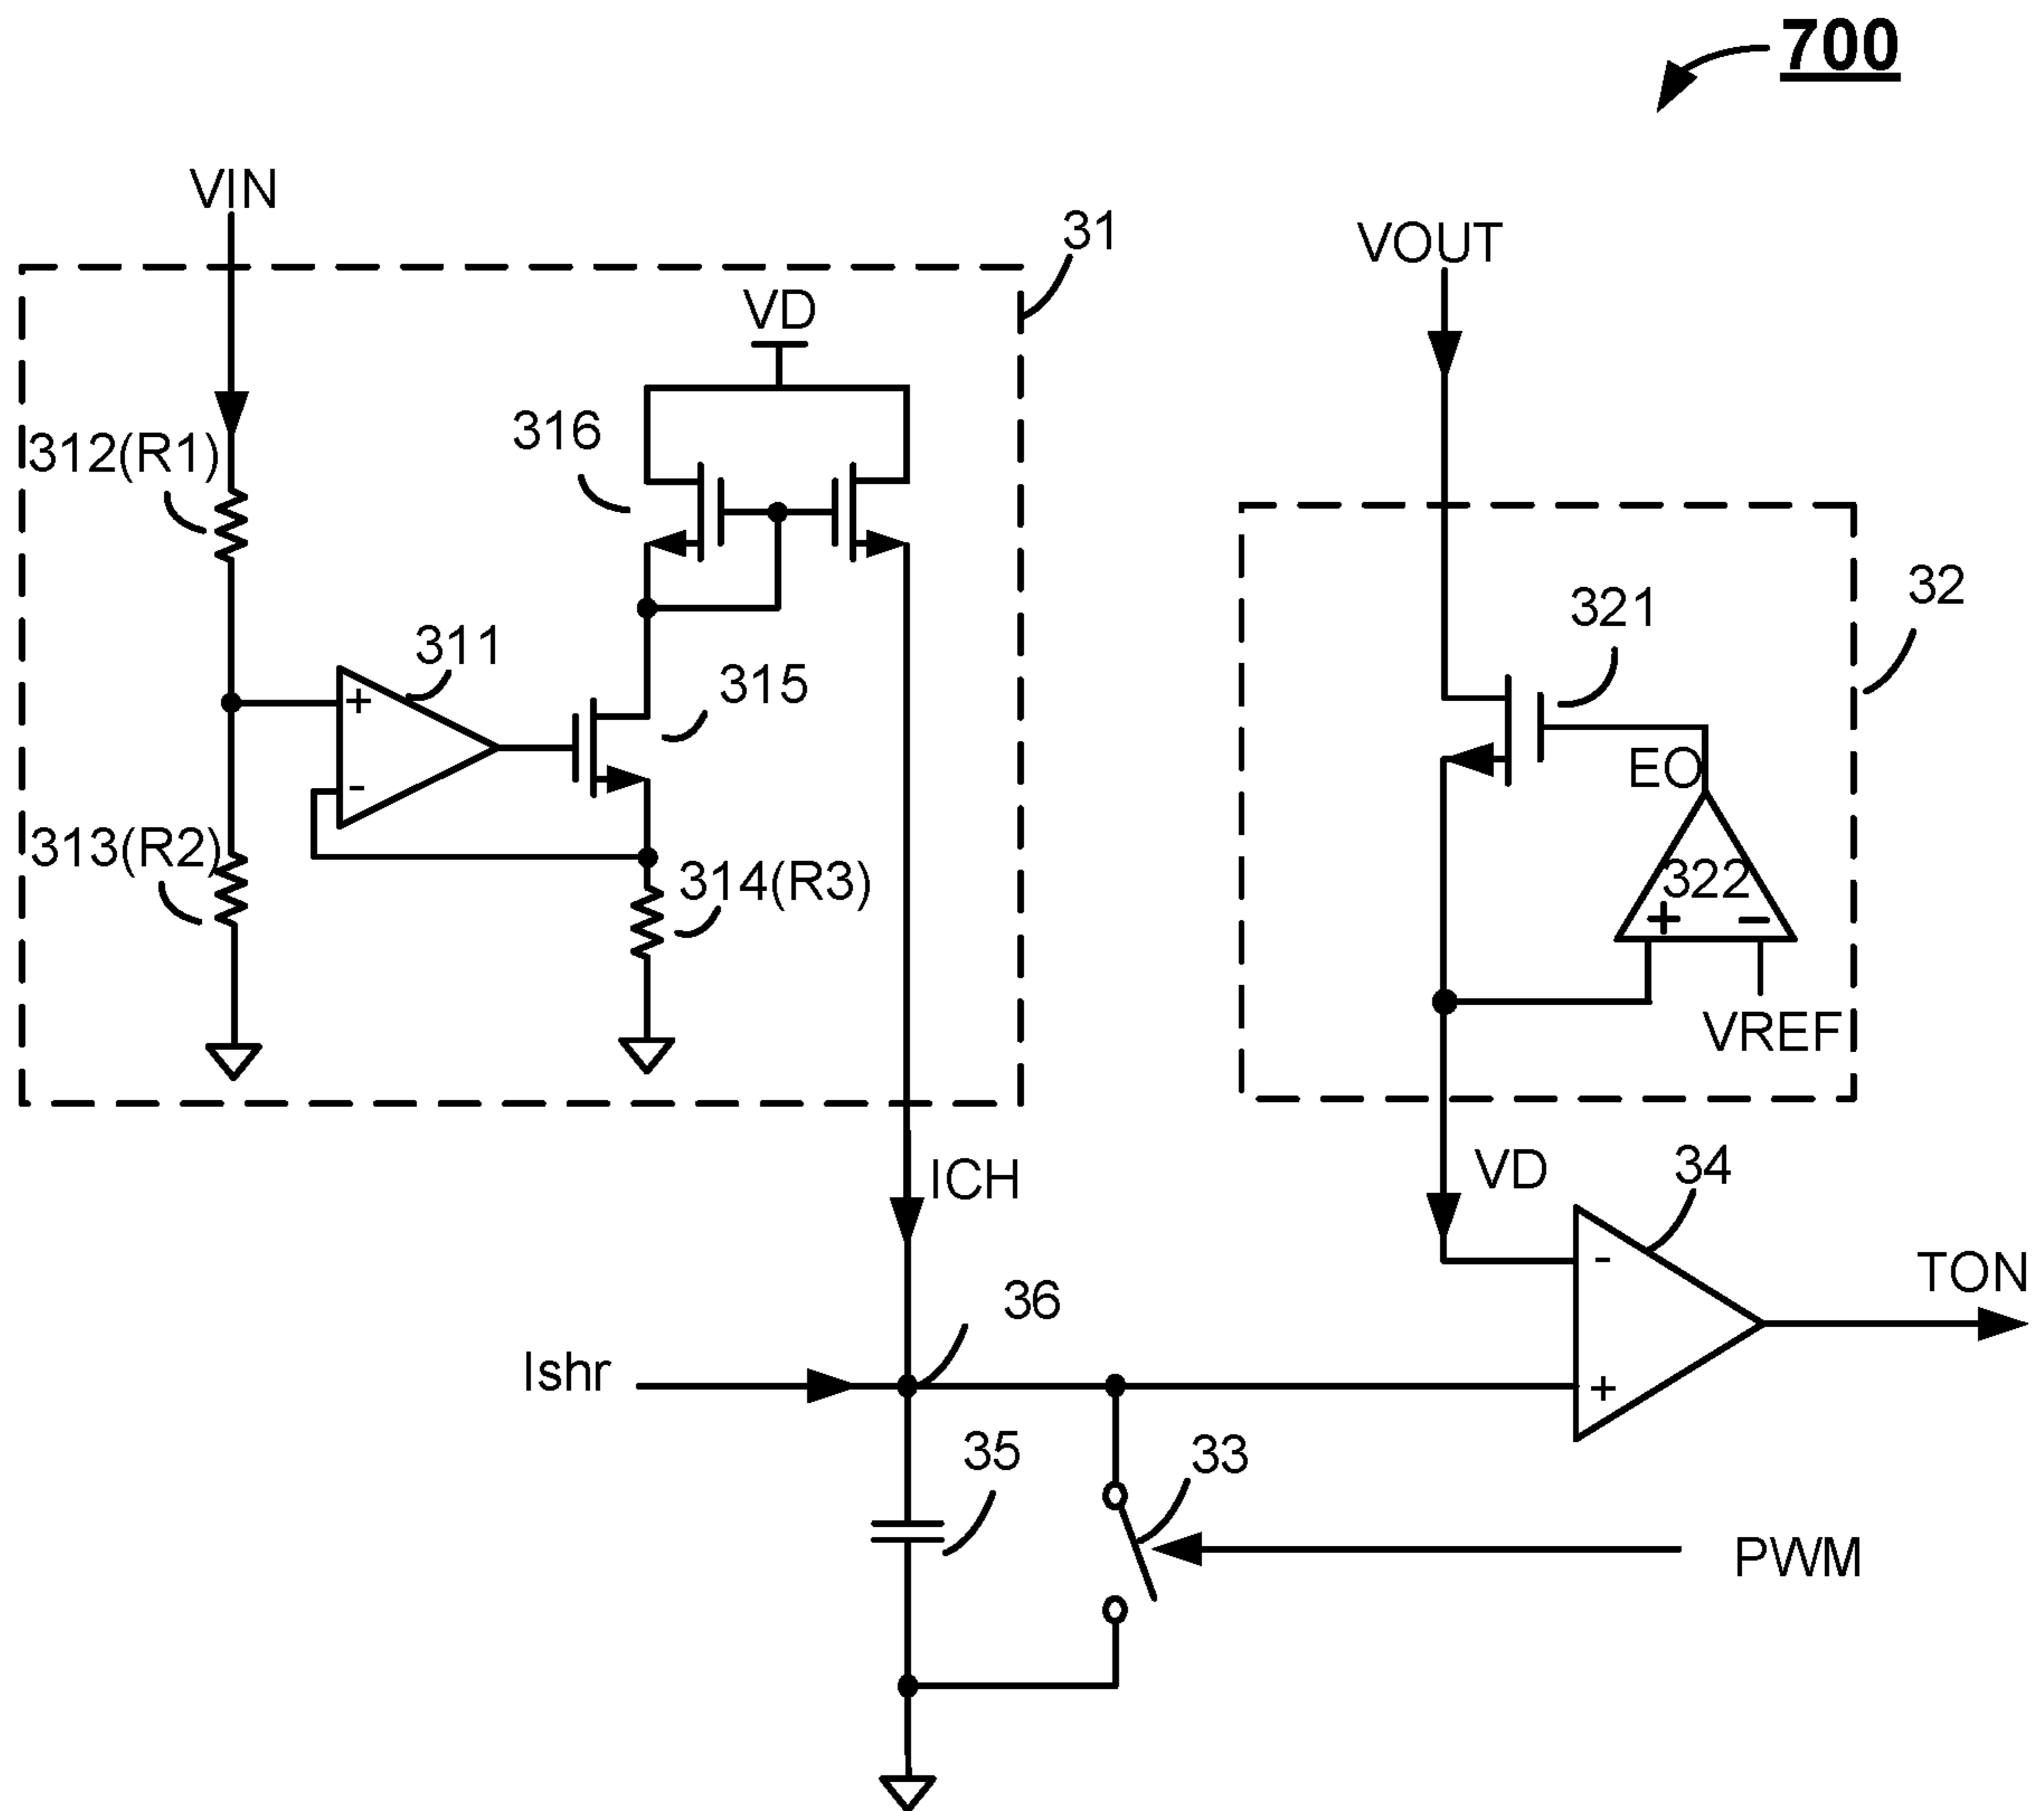 700
VIN
31
VOUT
VD
316
312(R1)
32
321
311
315
EO
+
-
313(R2)
314(R3)
322
+ -
VREF
ICH
VD
34
-
TON
36
Ishr
+
35
33
PWM